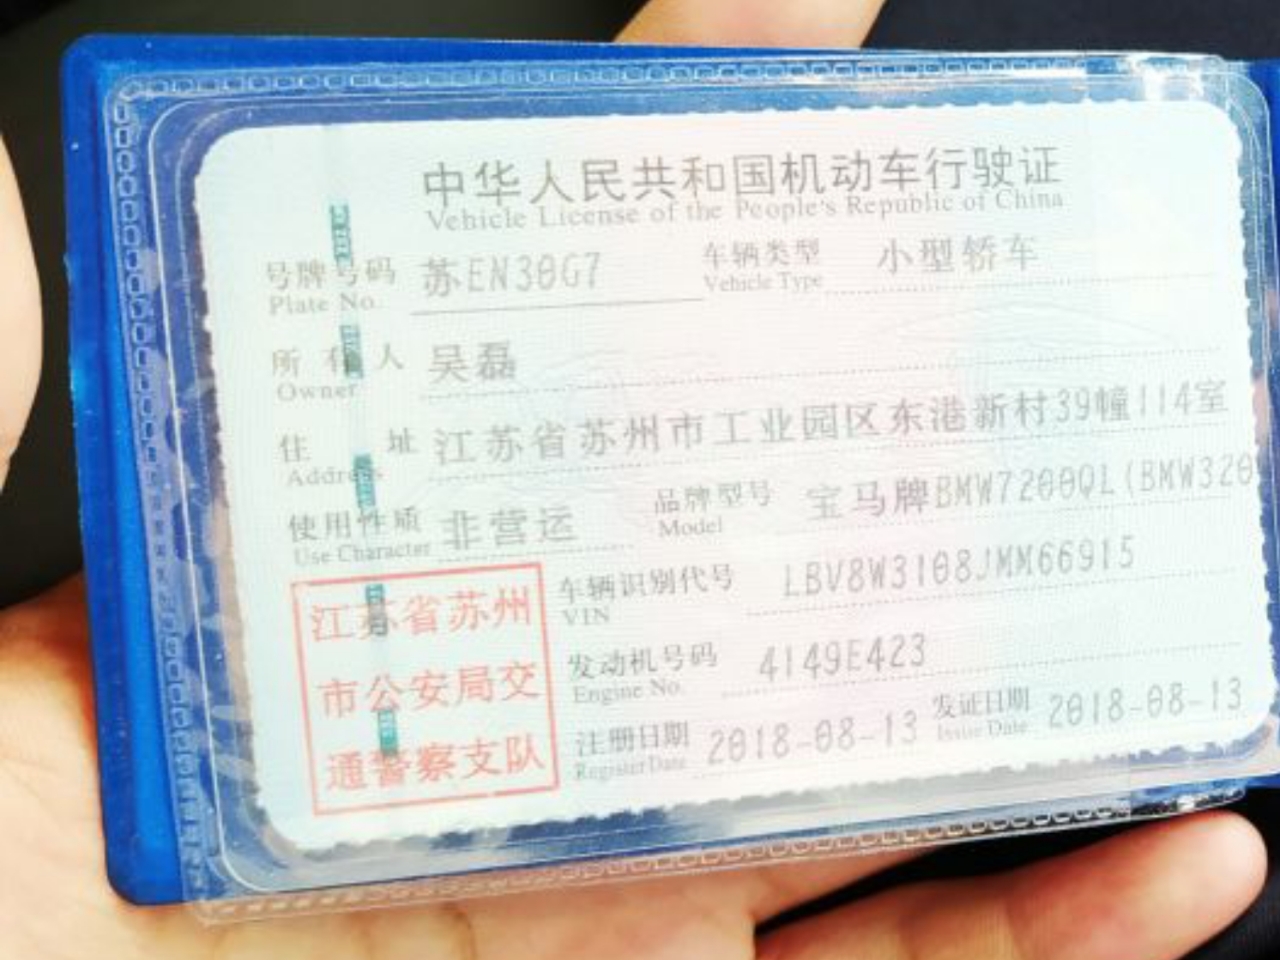 中华人民共和国机动车行驶证
Vehicle License of the People's Republic of China
号牌号码 苏EN30G7 车辆类型 小型轿车
Plate No. Vehicle Type
所有人 吴磊
Owner
住址 江苏省苏州市工业园区东港新村39幢114室
Address
使用性质 非营运 品牌型号 宝马牌BMW7200QL(BMW320
Use Character Model
江苏省苏州
市公安局交
通警察支队
车辆识别代号 LBV8W3108JMM66915
VIN
发动机号码 4149E423
Engine No.
注册日期 2018-08-13 发证日期 2018-08-13
Register Date Issue Date